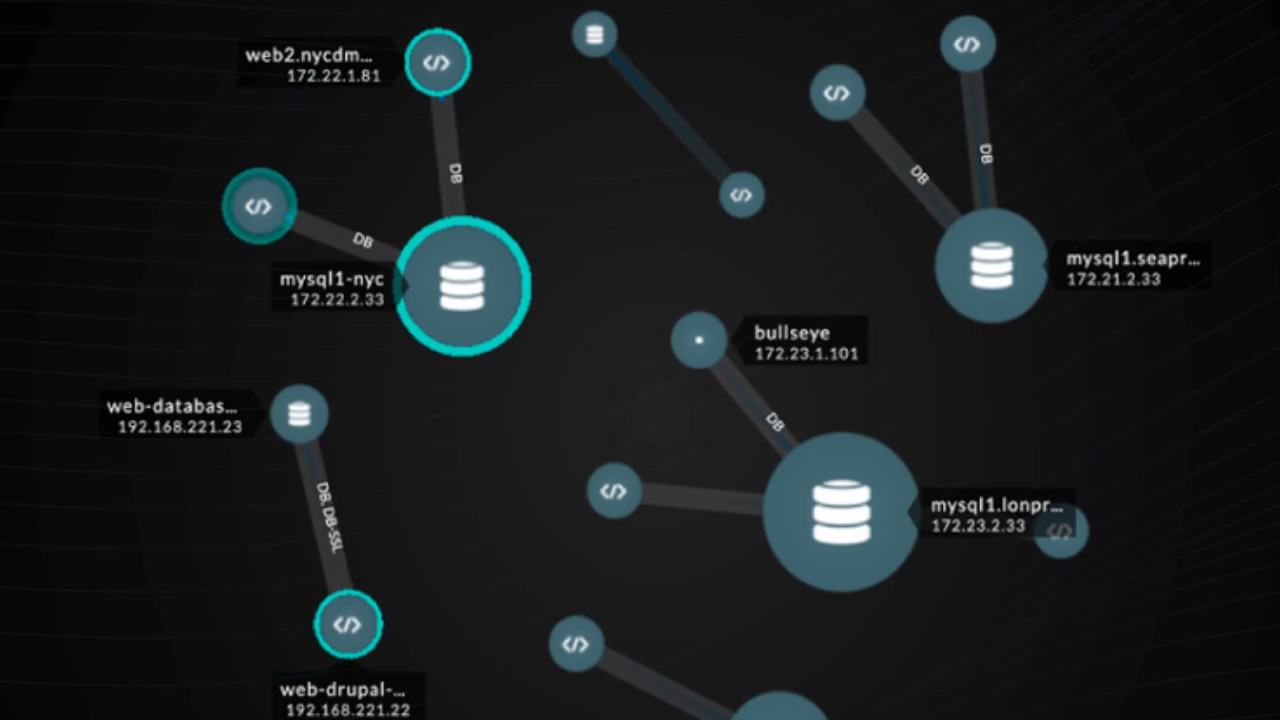 web2.nycdm...
172.22.1.81
DB
DB
mysql1-nyc
172.22.2.33
DB
DB
mysql1.seapr...
172.21.2.33
bullseye
172.23.1.101
DB
web-databas...
192.168.221.23
DB, DB-SSL
mysql1.lonpr...
172.23.2.33
web-drupal-...
192.168.221.22